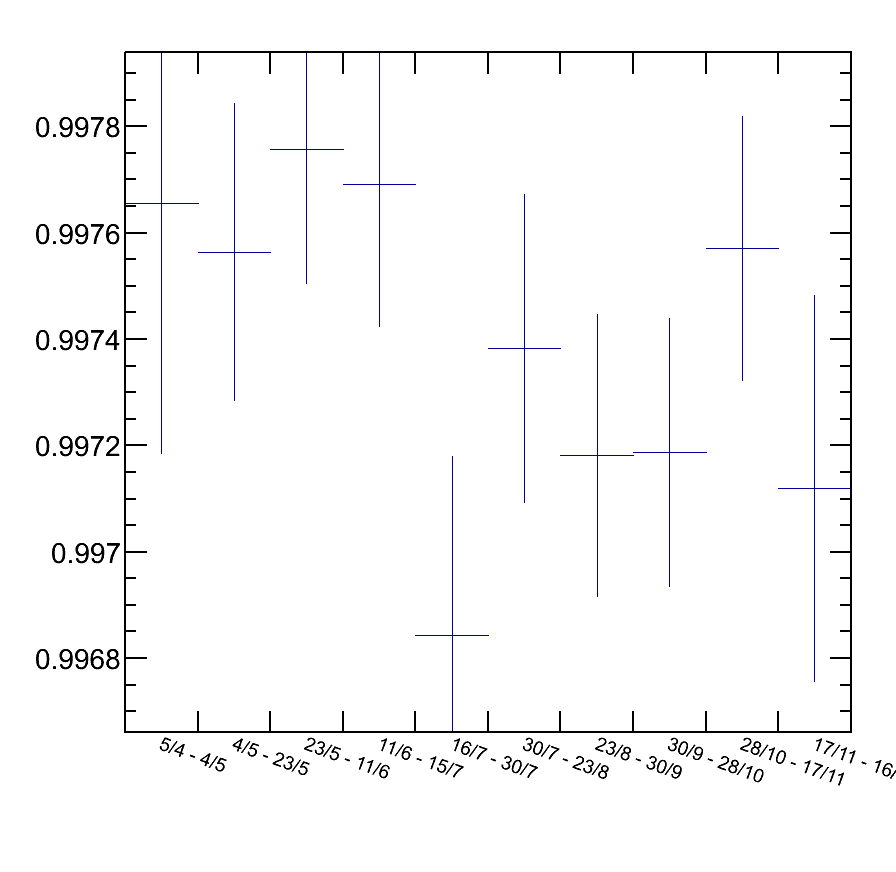 0.9978
0.9976
0.9974
0.9972
0.997
0.9968
5/4 - 4/5
4/5 - 23/5
23/5 - 11/6
11/6 - 15/7
16/7 - 30/7
30/7 - 23/8
23/8 - 30/9
30/9 - 28/10
28/10 - 17/11
17/11 - 16/